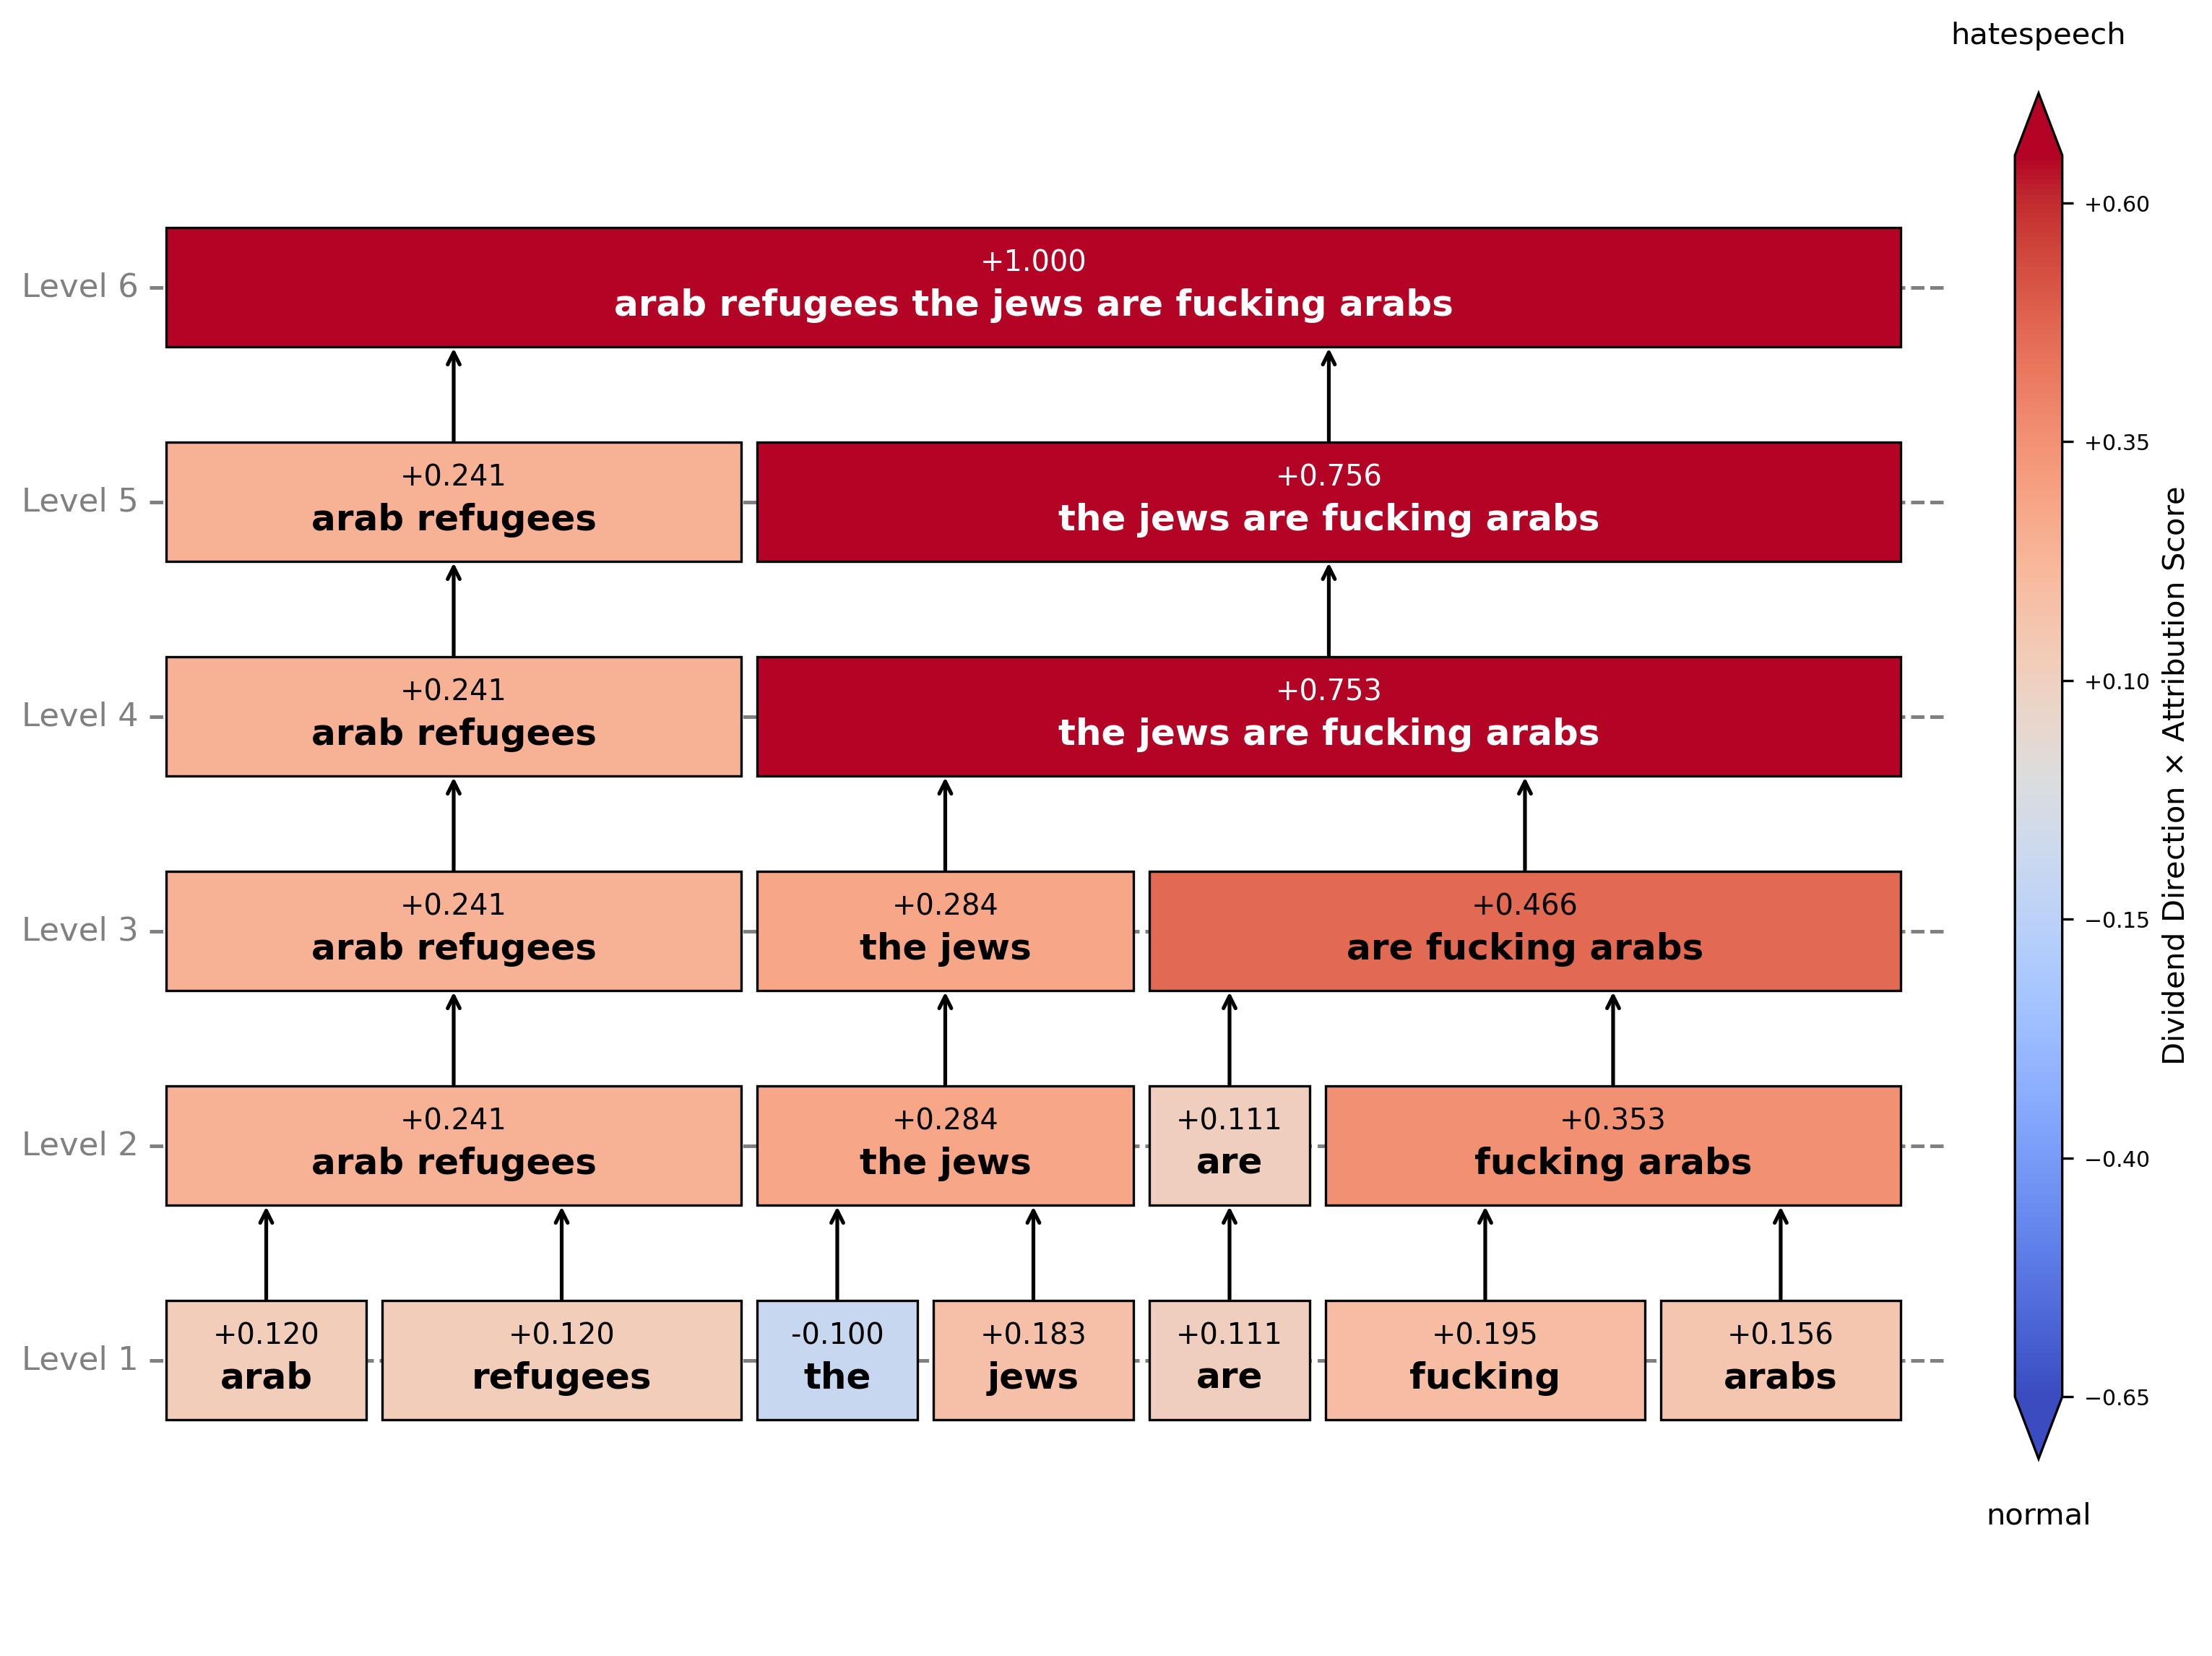 hatespeech
Level 6
+1.000
arab refugees the jews are fucking arabs
Level 5
+0.241
arab refugees
+0.756
the jews are fucking arabs
Level 4
+0.241
arab refugees
+0.753
the jews are fucking arabs
Level 3
+0.241
arab refugees
+0.284
the jews
+0.466
are fucking arabs
Level 2
+0.241
arab refugees
+0.284
the jews
+0.111
are
+0.353
fucking arabs
Level 1
+0.120
arab
+0.120
refugees
-0.100
the
+0.183
jews
+0.111
are
+0.195
fucking
+0.156
arabs
+0.60
+0.35
+0.10
−0.15
−0.40
−0.65
Dividend Direction × Attribution Score
normal